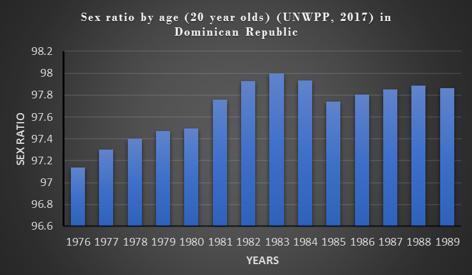 Sex ratio by age (20 year olds) (UNWPP, 2017) in
Dominican Republic
98.2
98
97.8
97.6
97.4
97.2
97
96.8
96.6
SEX RATIO
1976 1977 1978 1979 1980 1981 1982 1983 1984 1985 1986 1987 1988 1989
YEARS